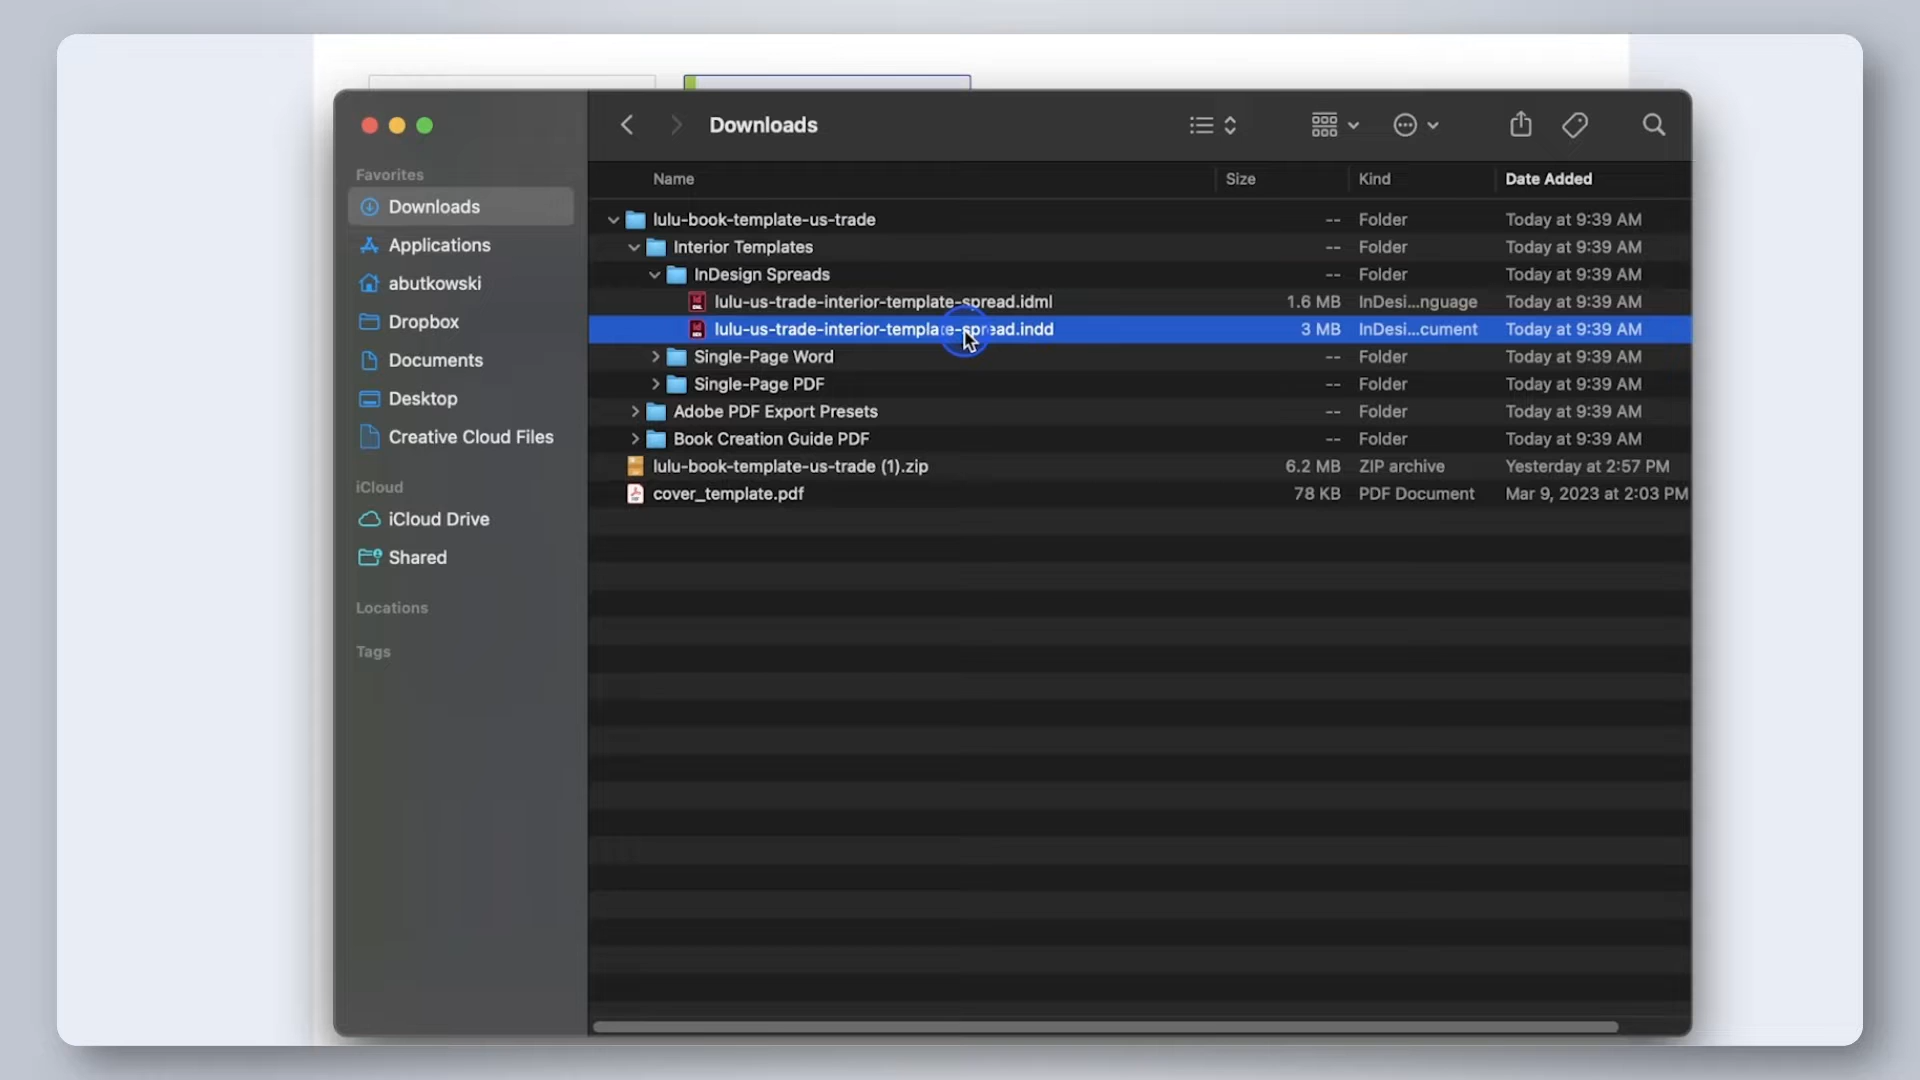 Downloads
Favorites
Downloads
Applications
abutkowski
Dropbox
Documents
Desktop
Creative Cloud Files
iCloud
iCloud Drive
Shared
Locations
Tags
Name Size Kind Date Added
lulu-book-template-us-trade -- Folder Today at 9:39 AM
Interior Templates -- Folder Today at 9:39 AM
InDesign Spreads -- Folder Today at 9:39 AM
lulu-us-trade-interior-template-spread.idml 1.6 MB InDesi...nguage Today at 9:39 AM
lulu-us-trade-interior-template-spread.indd 3 MB InDesi...cument Today at 9:39 AM
Single-Page Word -- Folder Today at 9:39 AM
Single-Page PDF -- Folder Today at 9:39 AM
Adobe PDF Export Presets -- Folder Today at 9:39 AM
Book Creation Guide PDF -- Folder Today at 9:39 AM
lulu-book-template-us-trade (1).zip 6.2 MB ZIP archive Yesterday at 2:57 PM
cover_template.pdf 78 KB PDF Document Mar 9, 2023 at 2:03 PM